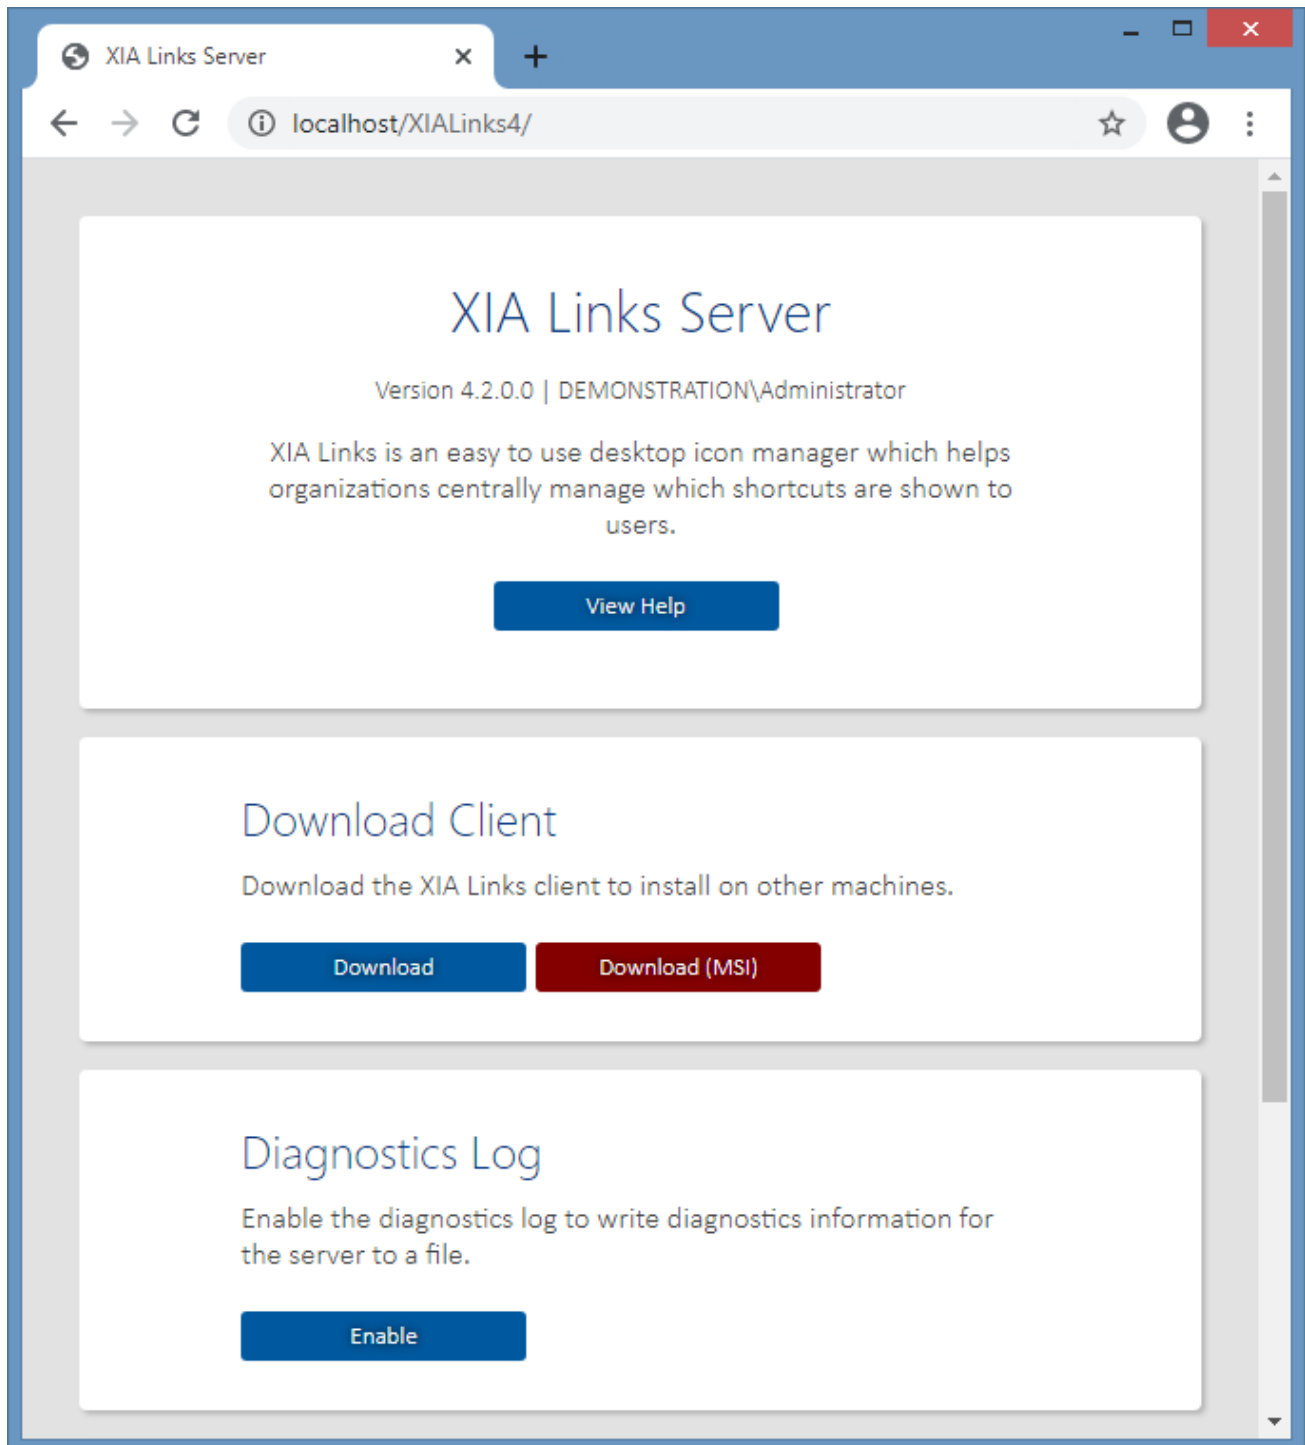 XIA Links Server
localhost/XIALinks4/
XIA Links Server
Version 4.2.0.0 | DEMONSTRATION\Administrator
XIA Links is an easy to use desktop icon manager which helps
organizations centrally manage which shortcuts are shown to
users.
View Help
Download Client
Download the XIA Links client to install on other machines.
Download Download (MSI)
Diagnostics Log
Enable the diagnostics log to write diagnostics information for
the server to a file.
Enable